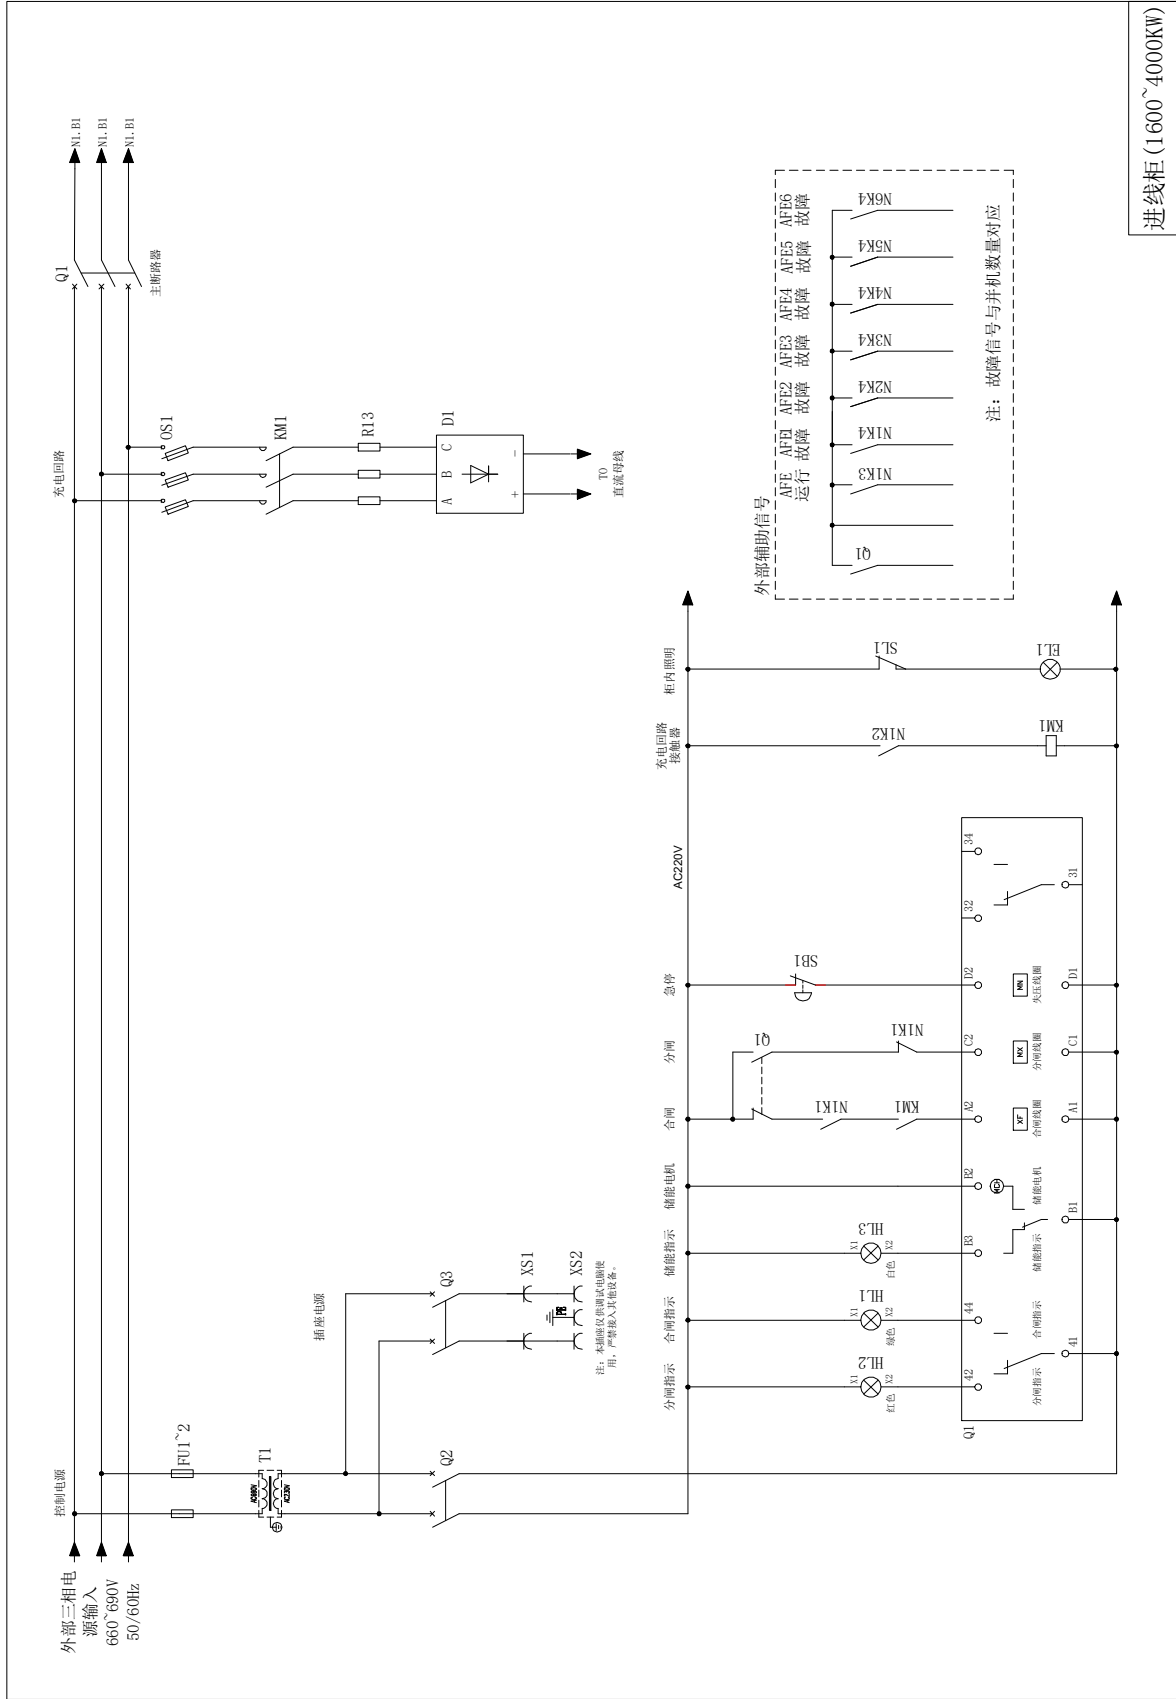 外部三相电
源输入
660~690V
50/60Hz
控制电源
FU1~2
T1
AC690V
AC230V
Q2
插座电源
Q3
XS1
PE
XS2
注：本插座仅供调试电脑使
用，严禁接入其他设备。
充电回路
OS1
KM1
R13
D1
A
B
C
+
-
TO
直流母线
Q1
主断路器
N1.B1
N1.B1
N1.B1
AC220V
分闸指示
合闸指示
储能指示
储能电机
合闸
分闸
急停
充电回路
接触器
柜内照明
X1
HL2
X2
红色
X1
HL1
X2
绿色
X1
HL3
X2
白色
Q1
N1K1
N1K1
KM1
SB1
N1K2
KM1
SL1
EL1
Q1
42
44
B3
B2
A2
C2
D2
32
34
分闸指示
合闸指示
储能指示
储能电机
MCH
XF
合闸线圈
MX
分闸线圈
MN
失压线圈
41
B1
A1
C1
D1
31
外部辅助信号
AFE
运行
AFE1
故障
AFE2
故障
AFE3
故障
AFE4
故障
AFE5
故障
AFE6
故障
Q1
N1K3
N1K4
N2K4
N3K4
N4K4
N5K4
N6K4
注：故障信号与并机数量对应
进线柜(1600~4000KW)